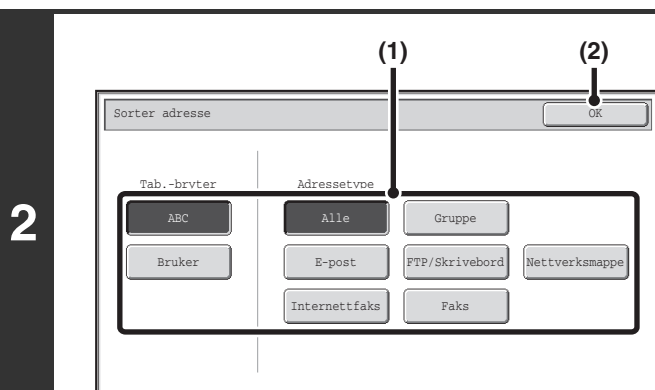 2
(1) (2)
Sorter adresse OK
Tab.-bryter Adressetype
ABC Alle Gruppe
Bruker E-post FTP/Skrivebord Nettverksmappe
Internettfaks Faks